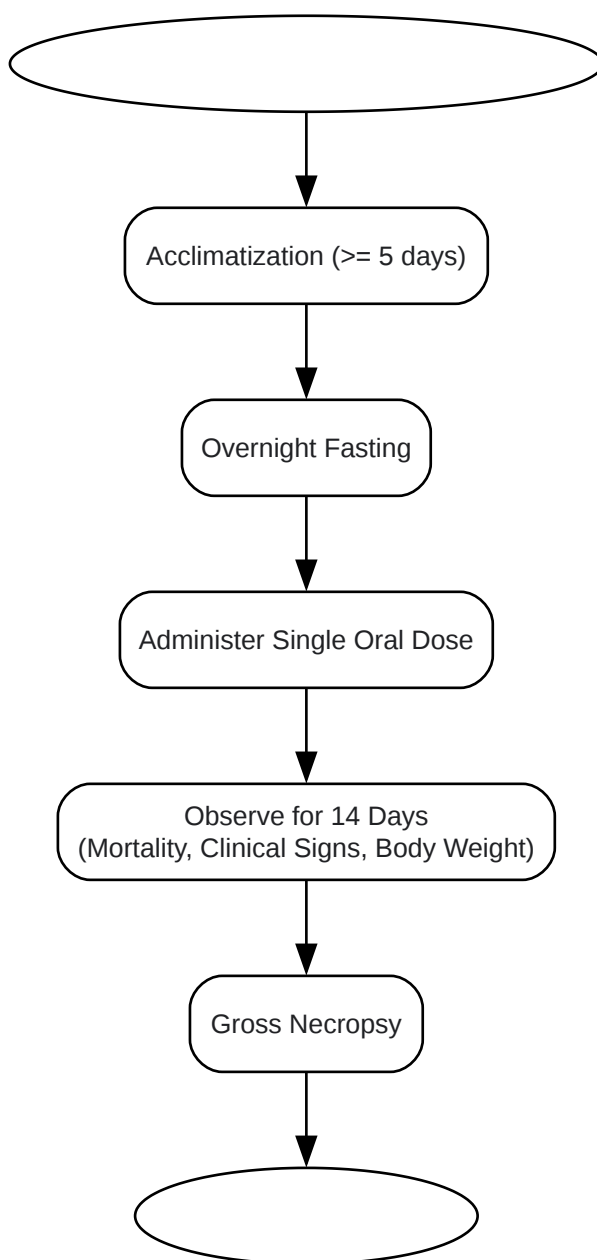 Acclimatization (>= 5 days)
Overnight Fasting
Administer Single Oral Dose
Observe for 14 Days
(Mortality, Clinical Signs, Body Weight)
Gross Necropsy